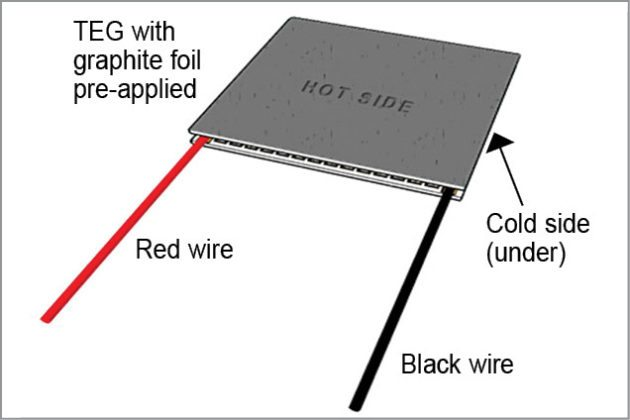 TEG with
graphite foil
pre-applied
HOT SIDE
Red wire
Cold side
(under)
Black wire